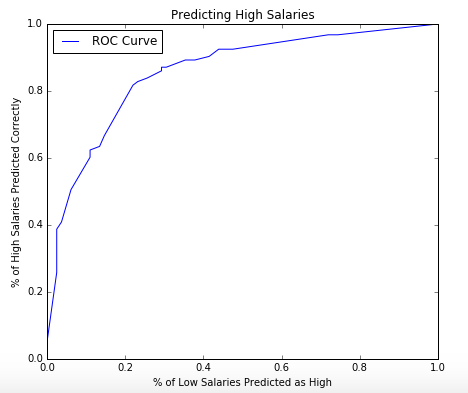 Predicting High Salaries
ROC Curve
% of High Salaries Predicted Correctly
1.0
0.8
0.6
0.4
0.2
0.0
0.0 0.2 0.4 0.6 0.8 1.0
% of Low Salaries Predicted as High